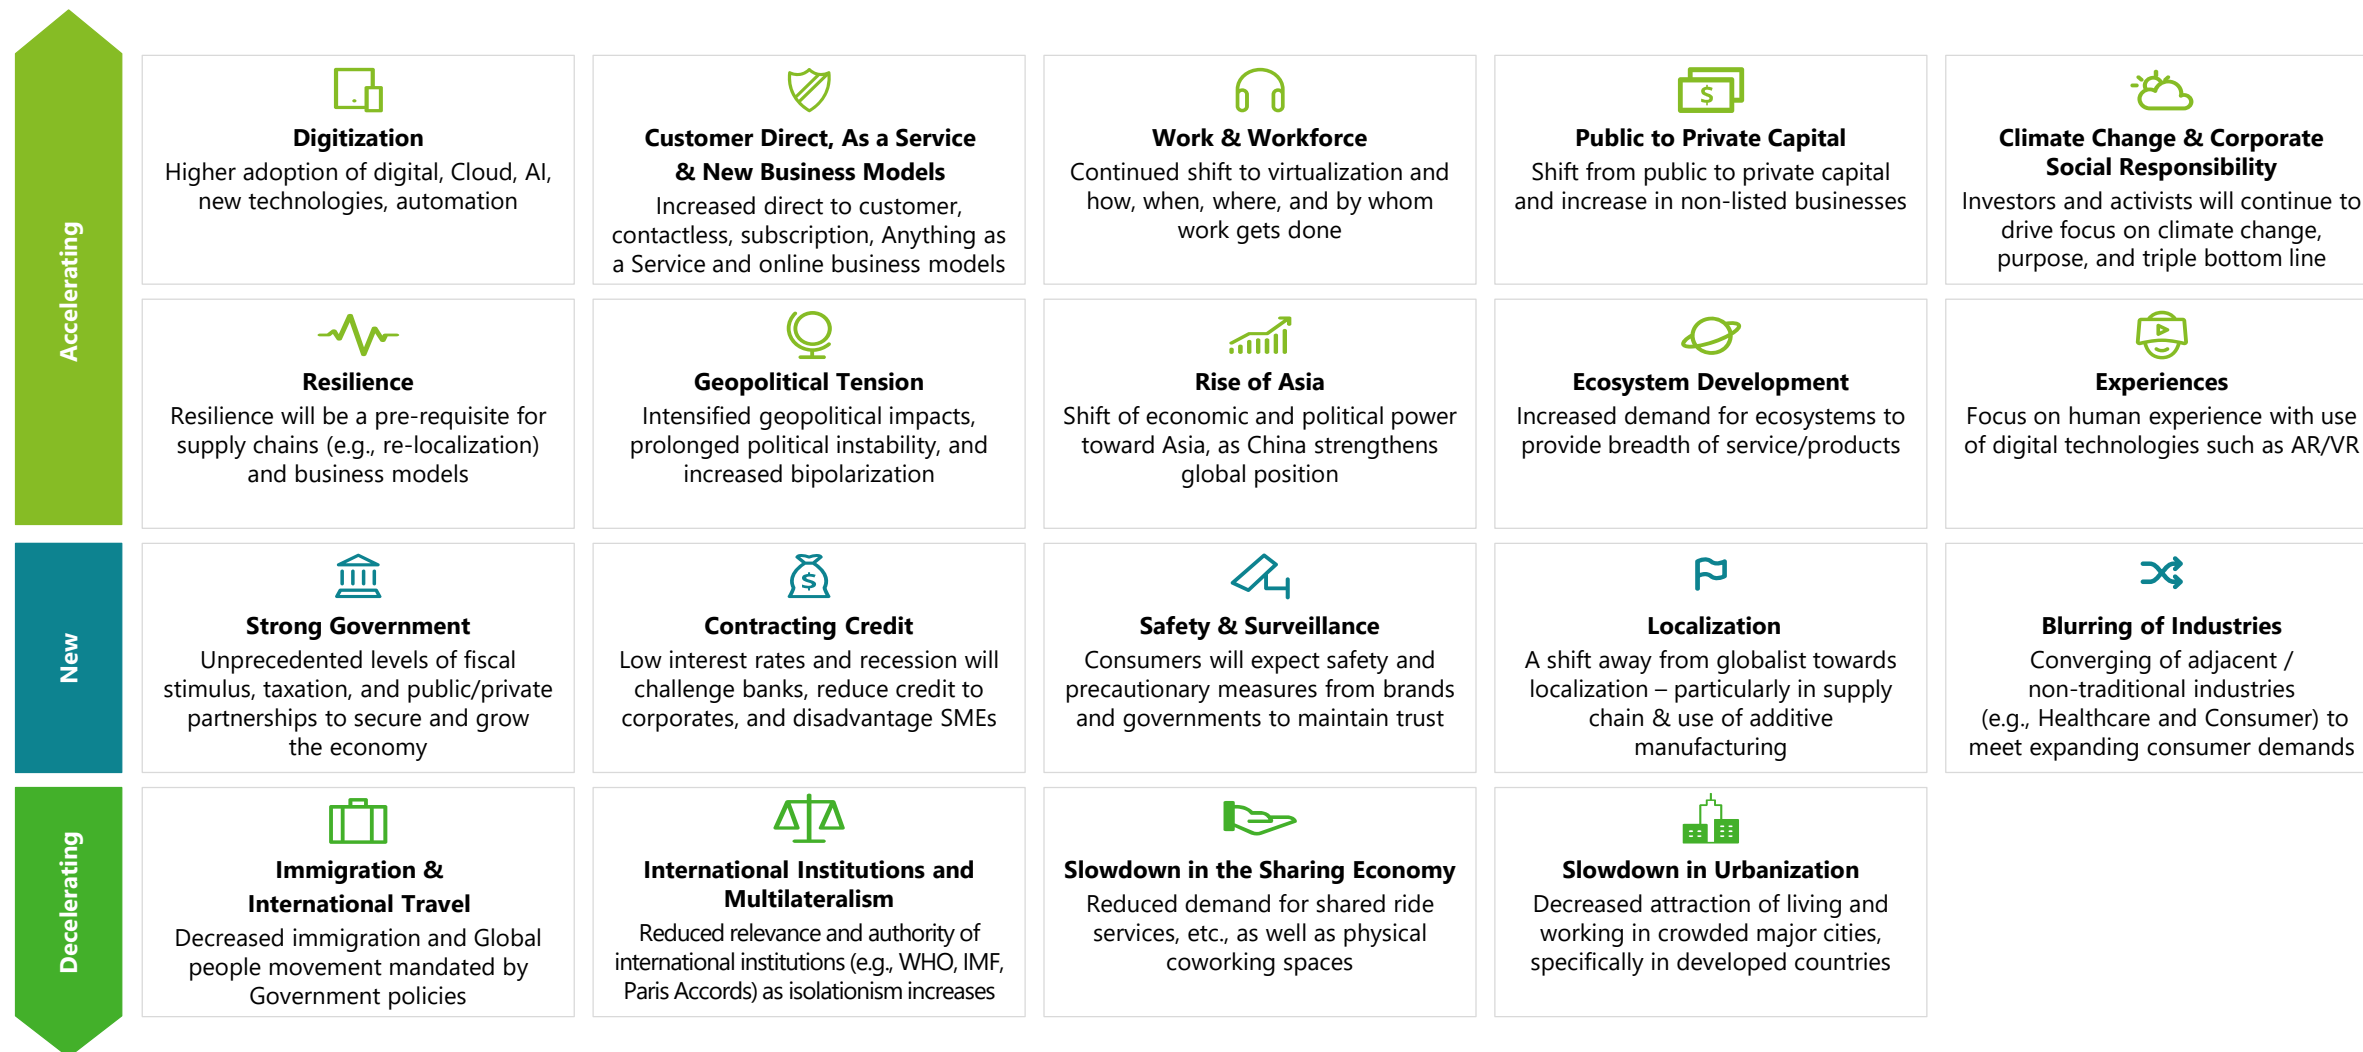 Accelerating
Digitization
Higher adoption of digital, Cloud, AI,
new technologies, automation
Customer Direct, As a Service
& New Business Models
Increased direct to customer,
contactless, subscription, Anything as
a Service and online business models
Work & Workforce
Continued shift to virtualization and
how, when, where, and by whom
work gets done
Public to Private Capital
Shift from public to private capital
and increase in non-listed businesses
Climate Change & Corporate
Social Responsibility
Investors and activists will continue to
drive focus on climate change,
purpose, and triple bottom line
Resilience
Resilience will be a pre-requisite for
supply chains (e.g., re-localization)
and business models
Geopolitical Tension
Intensified geopolitical impacts,
prolonged political instability, and
increased bipolarization
Rise of Asia
Shift of economic and political power
toward Asia, as China strengthens
global position
Ecosystem Development
Increased demand for ecosystems to
provide breadth of service/products
Experiences
Focus on human experience with use
of digital technologies such as AR/VR
New
Strong Government
Unprecedented levels of fiscal
stimulus, taxation, and public/private
partnerships to secure and grow
the economy
Contracting Credit
Low interest rates and recession will
challenge banks, reduce credit to
corporates, and disadvantage SMEs
Safety & Surveillance
Consumers will expect safety and
precautionary measures from brands
and governments to maintain trust
Localization
A shift away from globalist towards
localization – particularly in supply
chain & use of additive
manufacturing
Blurring of Industries
Converging of adjacent /
non-traditional industries
(e.g., Healthcare and Consumer) to
meet expanding consumer demands
Decelerating
Immigration &
International Travel
Decreased immigration and Global
people movement mandated by
Government policies
International Institutions and
Multilateralism
Reduced relevance and authority of
international institutions (e.g., WHO, IMF,
Paris Accords) as isolationism increases
Slowdown in the Sharing Economy
Reduced demand for shared ride
services, etc., as well as physical
coworking spaces
Slowdown in Urbanization
Decreased attraction of living and
working in crowded major cities,
specifically in developed countries